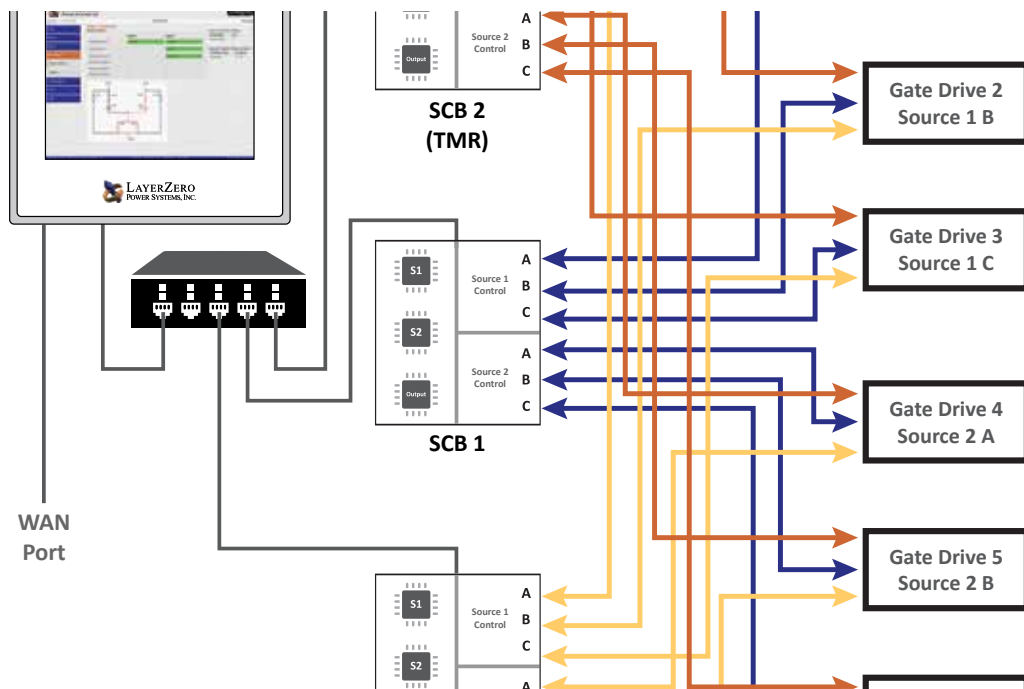 A
Source 2
Control
B
C
Output
SCB 2
(TMR)
Gate Drive 2
Source 1 B
LAYERZERO
POWER SYSTEMS, INC.
Gate Drive 3
Source 1 C
S1
Source 1
Control
A
B
C
S2
Source 2
Control
A
B
C
Output
SCB 1
Gate Drive 4
Source 2 A
WAN
Port
Gate Drive 5
Source 2 B
S1
Source 1
Control
A
B
C
S2
A